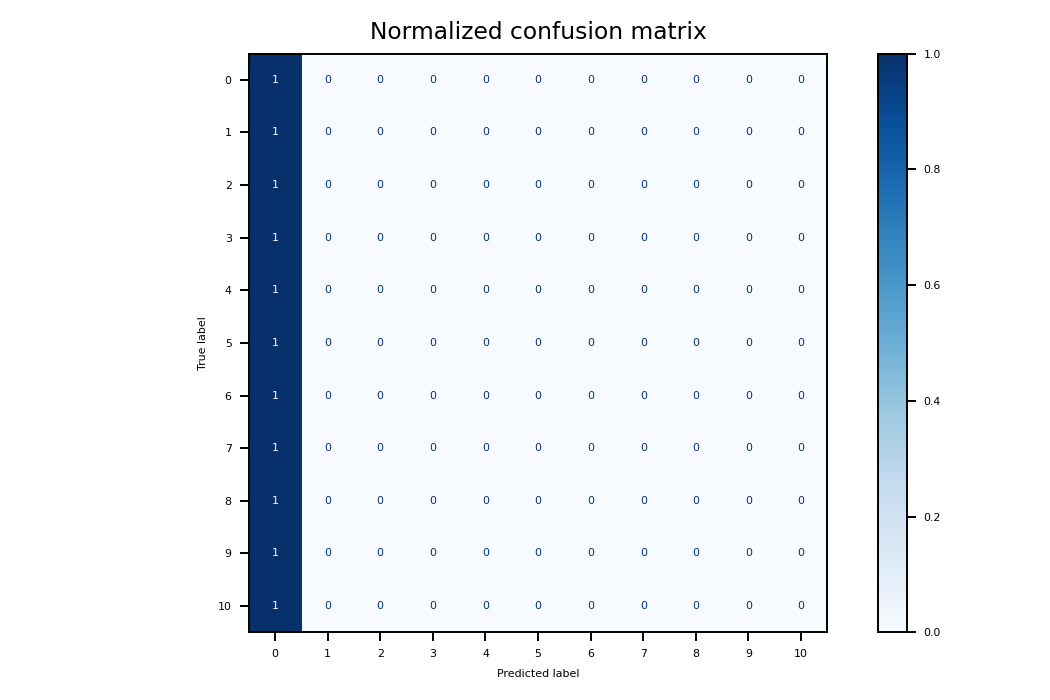 Normalized confusion matrix
0 1 0 0 0 0 0 0 0 0 0 0
1 1 0 0 0 0 0 0 0 0 0 0
2 1 0 0 0 0 0 0 0 0 0 0
3 1 0 0 0 0 0 0 0 0 0 0
4 1 0 0 0 0 0 0 0 0 0 0
5 1 0 0 0 0 0 0 0 0 0 0
6 1 0 0 0 0 0 0 0 0 0 0
7 1 0 0 0 0 0 0 0 0 0 0
8 1 0 0 0 0 0 0 0 0 0 0
9 1 0 0 0 0 0 0 0 0 0 0
10 1 0 0 0 0 0 0 0 0 0 0
True label
0 1 2 3 4 5 6 7 8 9 10
Predicted label
1.0
0.8
0.6
0.4
0.2
0.0